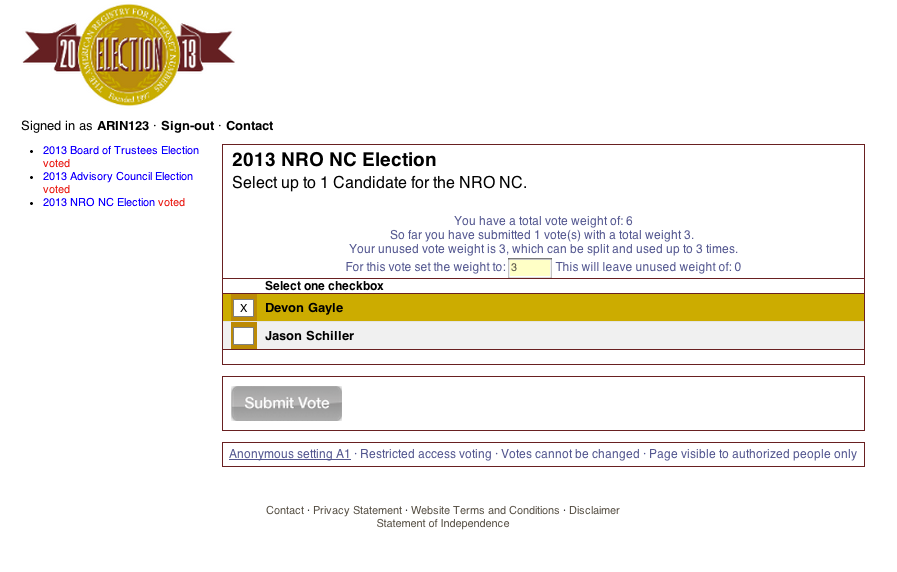 THE AMERICAN REGISTRY FOR INTERNET NUMBERS
20 ELECTION 13
Founded 1997
Signed in as ARIN123 · Sign-out · Contact
2013 Board of Trustees Election
voted
2013 Advisory Council Election
voted
2013 NRO NC Election voted
2013 NRO NC Election
Select up to 1 Candidate for the NRO NC.
You have a total vote weight of: 6
So far you have submitted 1 vote(s) with a total weight 3.
Your unused vote weight is 3, which can be split and used up to 3 times.
For this vote set the weight to: 3 This will leave unused weight of: 0
Select one checkbox
X Devon Gayle
Jason Schiller
Submit Vote
Anonymous setting A1 · Restricted access voting · Votes cannot be changed · Page visible to authorized people only
Contact · Privacy Statement · Website Terms and Conditions · Disclaimer
Statement of Independence